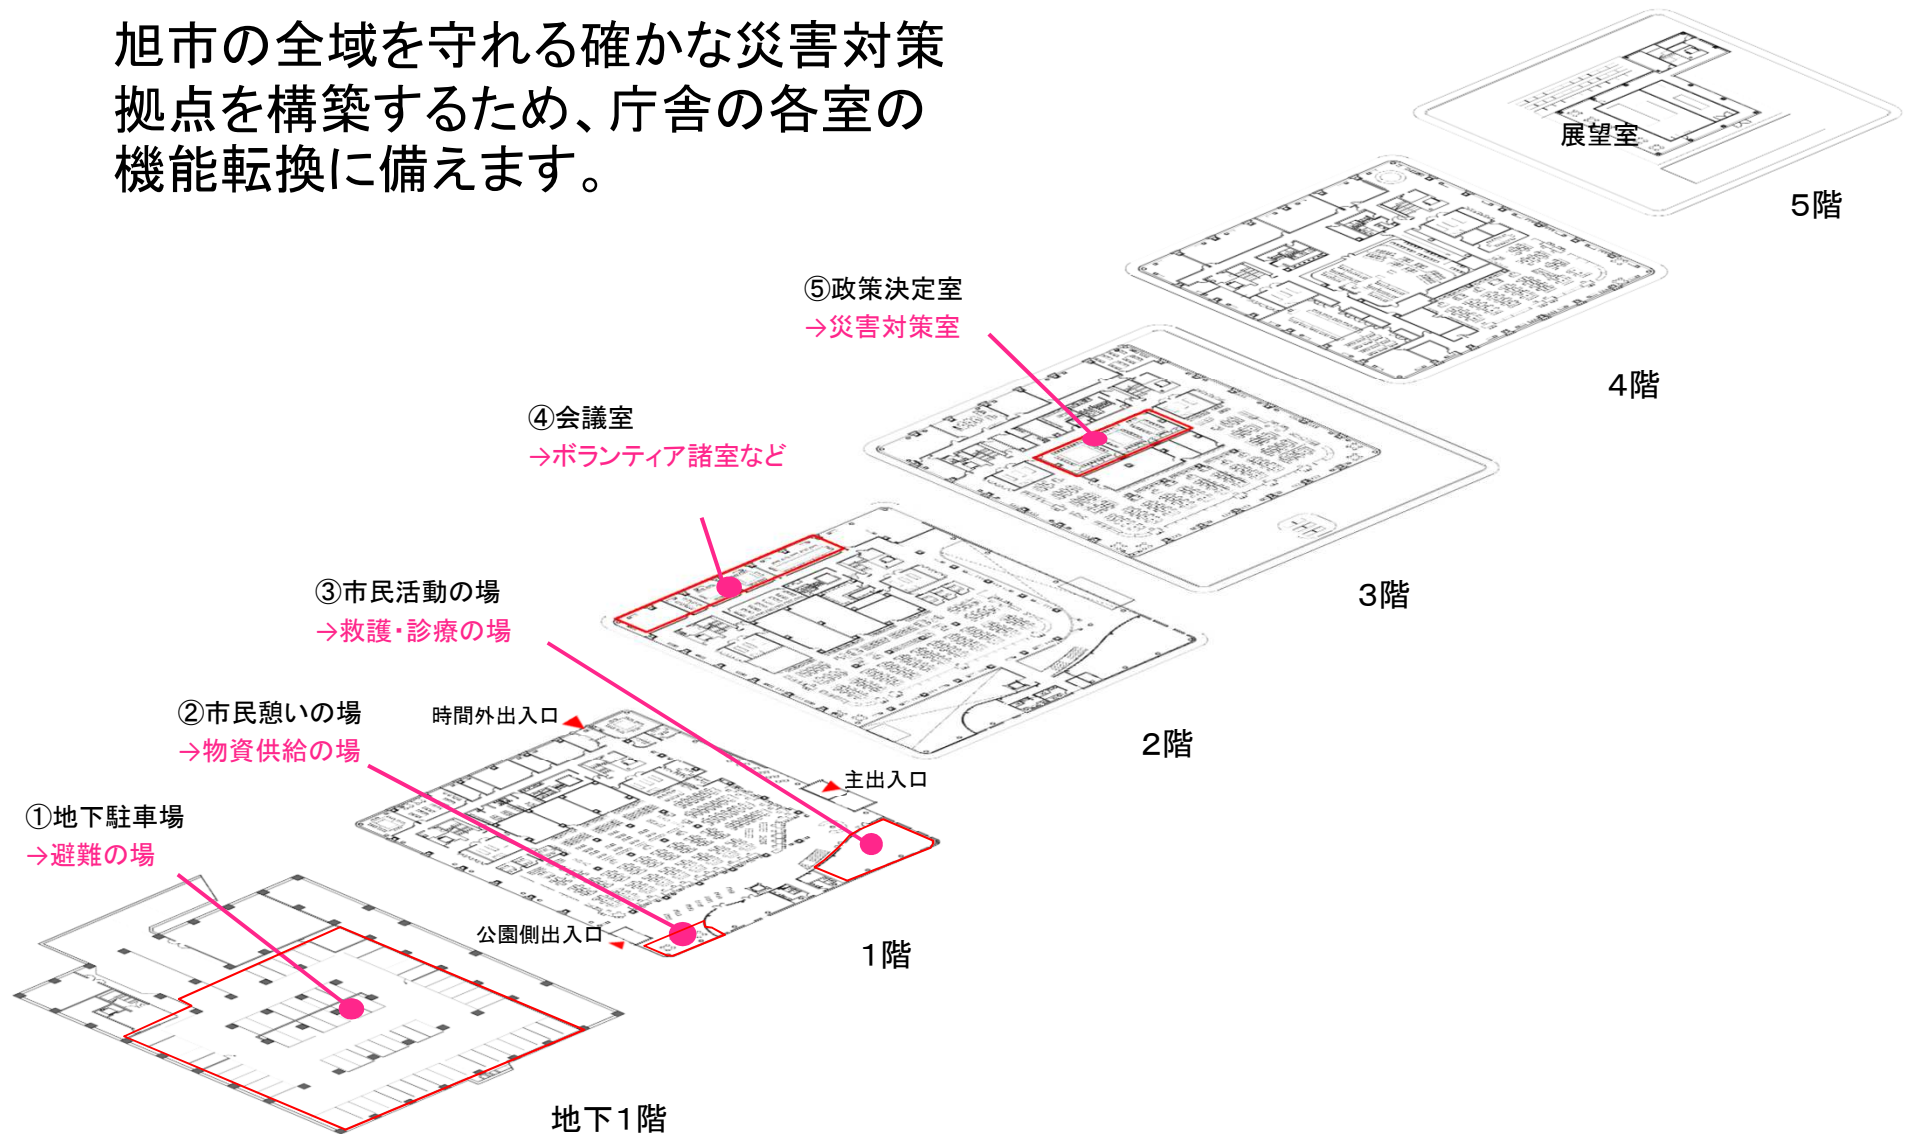 旭市の全域を守れる確かな災害対策
拠点を構築するため、庁舎の各室の
機能転換に備えます。
展望室
5階
4階
⑤政策決定室
→災害対策室
3階
④会議室
→ボランティア諸室など
2階
③市民活動の場
→救護・診療の場
②市民憩いの場
→物資供給の場
時間外出入口
主出入口
公園側出入口
1階
①地下駐車場
→避難の場
地下1階